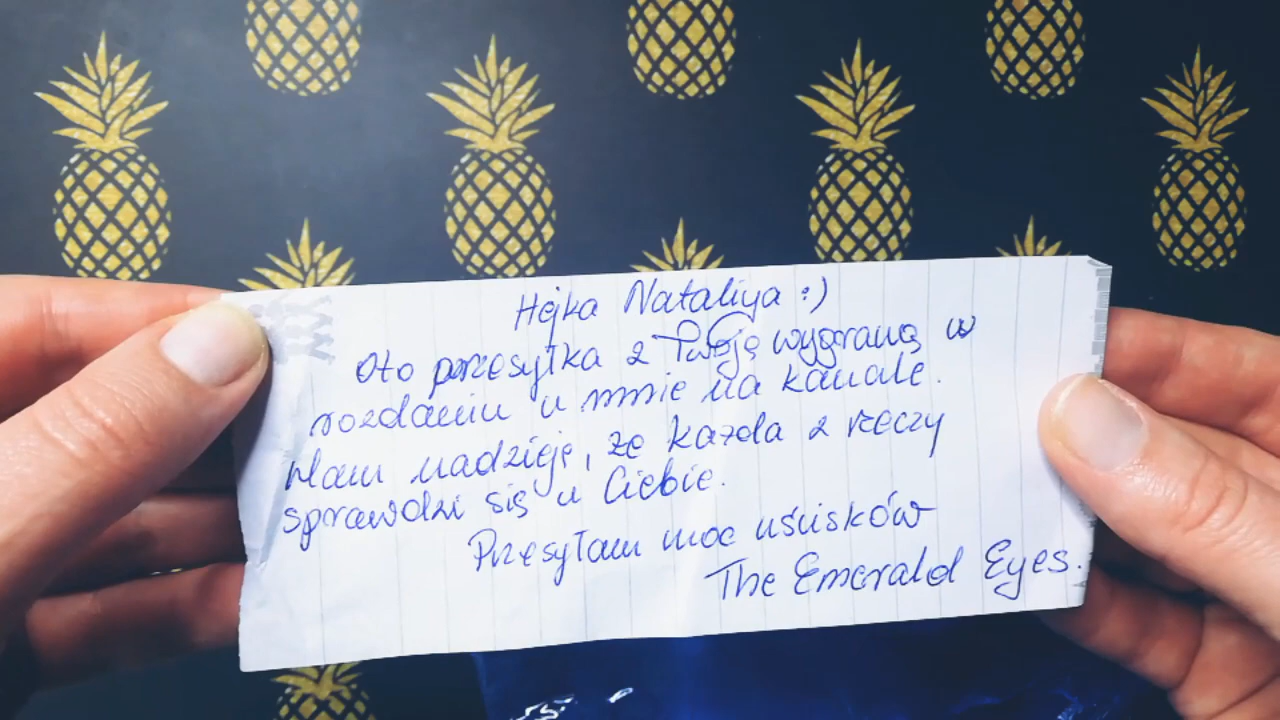 Hejka Nataliya :)
Oto przesyłka z Twoją wygraną w
rozdaniu u mnie na kanale.
Mam nadzieję, że każda z rzeczy
sprawdzi się u Ciebie.
Przesyłam moc uścisków
The Emerald Eyes.